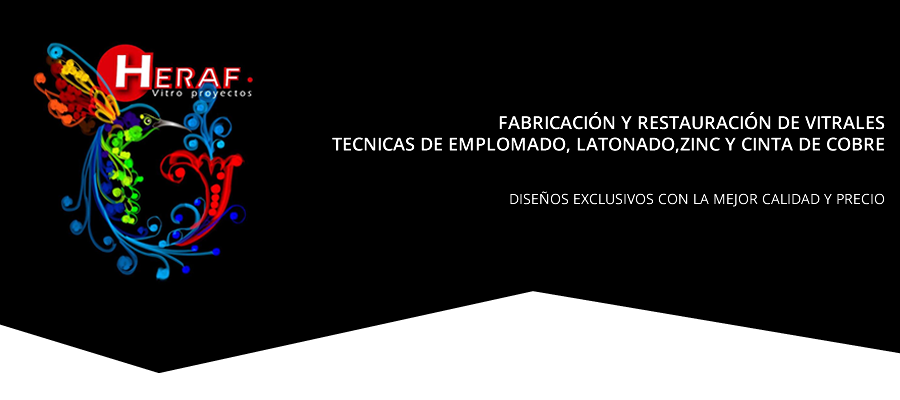 HERAF
Vitro proyectos
FABRICACIÓN Y RESTAURACIÓN DE VITRALES
TECNICAS DE EMPLOMADO, LATONADO,ZINC Y CINTA DE COBRE
DISEÑOS EXCLUSIVOS CON LA MEJOR CALIDAD Y PRECIO